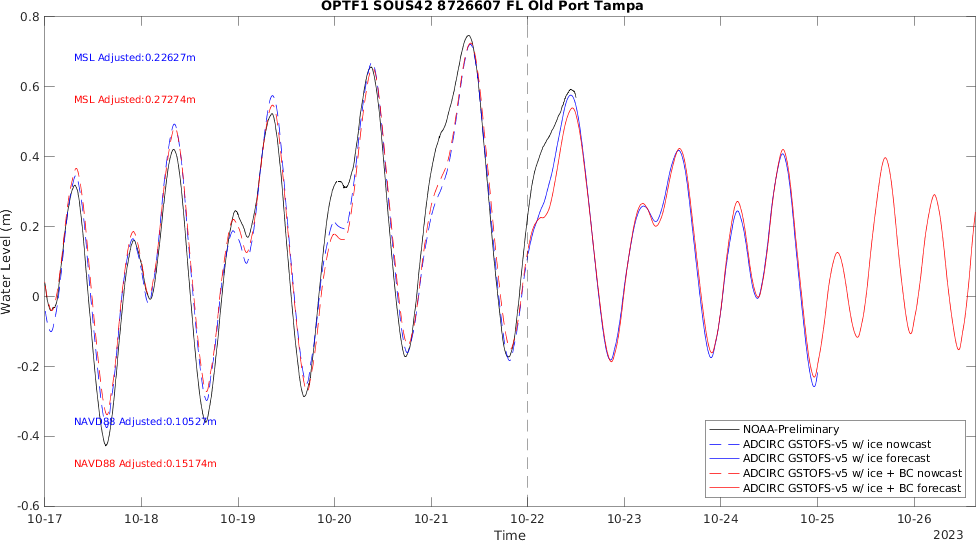 OPTF1 SOUS42 8726607 FL Old Port Tampa
0.8
MSL Adjusted:0.22627m
0.6
MSL Adjusted:0.27274m
0.4
0.2
Water Level (m)
0
-0.2
NAVD88 Adjusted:0.10527m
-0.4
NAVD88 Adjusted:0.15174m
-0.6
NOAA-Preliminary
ADCIRC GSTOFS-v5 w/ ice nowcast
ADCIRC GSTOFS-v5 w/ ice forecast
ADCIRC GSTOFS-v5 w/ ice + BC nowcast
ADCIRC GSTOFS-v5 w/ ice + BC forecast
10-17 10-18 10-19 10-20 10-21 10-22 10-23 10-24 10-25 10-26
Time
2023